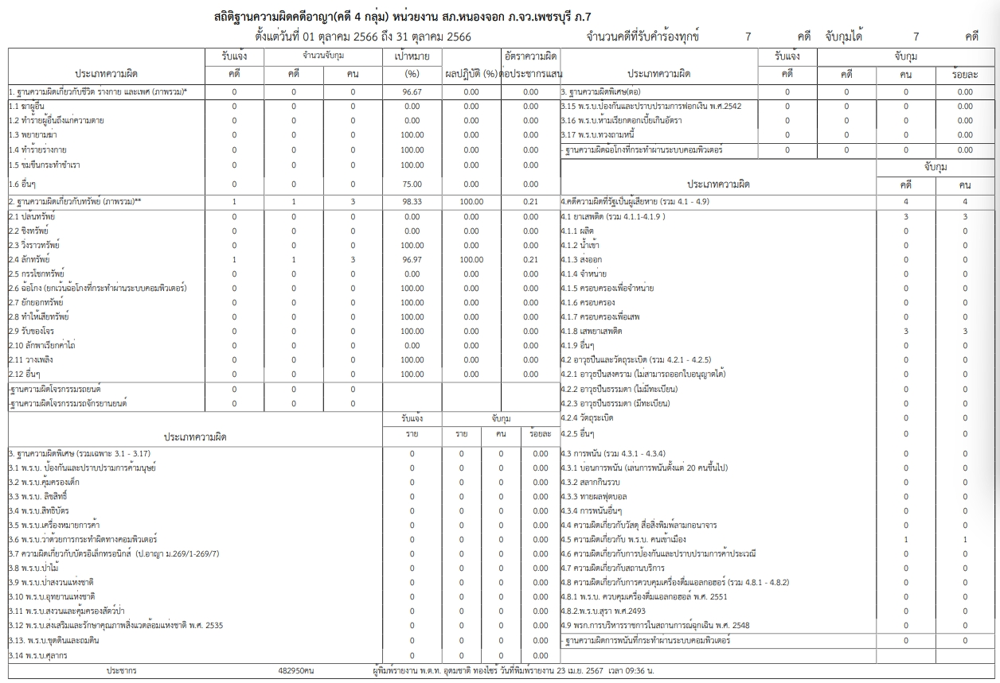 สถิติฐานความผิดคดีอาญา(คดี 4 กลุ่ม) หน่วยงาน สภ.หนองจอก ภ.จว.เพชรบุรี ภ.7
ตั้งแต่วันที่ 01 ตุลาคม 2566 ถึง 31 ตุลาคม 2566 จำนวนคดีที่รับคำร้องทุกข์ 7 คดี จับกุมได้ 7 คดี
ประเภทความผิด รับแจ้ง จำนวนจับกุม เป้าหมาย ผลปฎิบัติ (%) อัตราความผิด
คดี คดี คน (%) ต่อประชากรแสน
1. ฐานความผิดเกี่ยวกับชีวิต ร่างกาย และเพศ (ภาพรวม)* 0 0 0 96.67 0.00 0.00
1.1 ฆ่าผู้อื่น 0 0 0 0.00 0.00 0.00
1.2 ทำร้ายผู้อื่นถึงแก่ความตาย 0 0 0 0.00 0.00 0.00
1.3 พยายามฆ่า 0 0 0 100.00 0.00 0.00
1.4 ทำร้ายร่างกาย 0 0 0 100.00 0.00 0.00
1.5 ข่มขืนกระทำชำเรา 0 0 0 100.00 0.00 0.00
1.6 อื่นๆ 0 0 0 75.00 0.00 0.00
2. ฐานความผิดเกี่ยวกับทรัพย์ (ภาพรวม)** 1 1 3 98.33 100.00 0.21
2.1 ปล้นทรัพย์ 0 0 0 0.00 0.00 0.00
2.2 ชิงทรัพย์ 0 0 0 0.00 0.00 0.00
2.3 วิ่งราวทรัพย์ 0 0 0 100.00 0.00 0.00
2.4 ลักทรัพย์ 1 1 3 96.97 100.00 0.21
2.5 กรรโชกทรัพย์ 0 0 0 0.00 0.00 0.00
2.6 ฉ้อโกง (ยกเว้นฉ้อโกงที่กระทำผ่านระบบคอมพิวเตอร์) 0 0 0 100.00 0.00 0.00
2.7 ยักยอกทรัพย์ 0 0 0 100.00 0.00 0.00
2.8 ทำให้เสียทรัพย์ 0 0 0 100.00 0.00 0.00
2.9 รับของโจร 0 0 0 100.00 0.00 0.00
2.10 ลักพาเรียกค่าไถ่ 0 0 0 0.00 0.00 0.00
2.11 วางเพลิง 0 0 0 100.00 0.00 0.00
2.12 อื่นๆ 0 0 0 100.00 0.00 0.00
-ฐานความผิดโจรกรรมรถยนต์ 0 0 0
-ฐานความผิดโจรกรรมรถจักรยานยนต์ 0 0 0
ประเภทความผิด รับแจ้ง จับกุม
ราย ราย คน ร้อยละ
3. ฐานความผิดพิเศษ (รวมเฉพาะ 3.1 - 3.17) 0 0 0 0.00
3.1 พ.ร.บ. ป้องกันและปราบปรามการค้ามนุษย์ 0 0 0 0.00
3.2 พ.ร.บ.คุ้มครองเด็ก 0 0 0 0.00
3.3 พ.ร.บ. ลิขสิทธิ์ 0 0 0 0.00
3.4 พ.ร.บ.สิทธิบัตร 0 0 0 0.00
3.5 พ.ร.บ.เครื่องหมายการค้า 0 0 0 0.00
3.6 พ.ร.บ.ว่าด้วยการกระทำผิดทางคอมพิวเตอร์ 0 0 0 0.00
3.7 ความผิดเกี่ยวกับบัตรอิเล็กทรอนิกส์ (ป.อาญา ม.269/1-269/7) 0 0 0 0.00
3.8 พ.ร.บ.ป่าไม้ 0 0 0 0.00
3.9 พ.ร.บ.ป่าสงวนแห่งชาติ 0 0 0 0.00
3.10 พ.ร.บ.อุทยานแห่งชาติ 0 0 0 0.00
3.11 พ.ร.บ.สงวนและคุ้มครองสัตว์ป่า 0 0 0 0.00
3.12 พ.ร.บ.ส่งเสริมและรักษาคุณภาพสิ่งแวดล้อมแห่งชาติ พ.ศ. 2535 0 0 0 0.00
3.13. พ.ร.บ.ขุดดินและถมดิน 0 0 0 0.00
3.14 พ.ร.บ.ศุลากร 0 0 0 0.00
ประเภทความผิด รับแจ้ง จับกุม
คดี คดี คน ร้อยละ
3. ฐานความผิดพิเศษ(ต่อ) 0 0 0 0.00
3.15 พ.ร.บ.ป้องกันและปราบปรามการฟอกเงิน พ.ศ.2542 0 0 0 0.00
3.16 พ.ร.บ.ห้ามเรียกดอกเบี้ยเกินอัตรา 0 0 0 0.00
3.17 พ.ร.บ.ทวงถามหนี้ 0 0 0 0.00
- ฐานความผิดฉ้อโกงที่กระทำผ่านระบบคอมพิวเตอร์ 0 0 0 0.00
ประเภทความผิด จับกุม
คดี คน
4.คดีความผิดที่รัฐเป็นผู้เสียหาย (รวม 4.1 - 4.9) 4 4
4.1 ยาเสพติด (รวม 4.1.1-4.1.9 ) 3 3
4.1.1 ผลิต 0 0
4.1.2 นำเข้า 0 0
4.1.3 ส่งออก 0 0
4.1.4 จำหน่าย 0 0
4.1.5 ครอบครองเพื่อจำหน่าย 0 0
4.1.6 ครอบครอง 0 0
4.1.7 ครอบครองเพื่อเสพ 0 0
4.1.8 เสพยาเสพติด 3 3
4.1.9 อื่นๆ 0 0
4.2 อาวุธปืนและวัตถุระเบิด (รวม 4.2.1 - 4.2.5) 0 0
4.2.1 อาวุธปืนสงคราม (ไม่สามารถออกใบอนุญาตได้) 0 0
4.2.2 อาวุธปืนธรรมดา (ไม่มีทะเบียน) 0 0
4.2.3 อาวุธปืนธรรมดา (มีทะเบียน) 0 0
4.2.4 วัตถุระเบิด 0 0
4.2.5 อื่นๆ 0 0
4.3 การพนัน (รวม 4.3.1 - 4.3.4) 0 0
4.3.1 บ่อนการพนัน (เล่นการพนันตั้งแต่ 20 คนขึ้นไป) 0 0
4.3.2 สลากกินรวบ 0 0
4.3.3 ทายผลฟุตบอล 0 0
4.3.4 การพนันอื่นๆ 0 0
4.4 ความผิดเกี่ยวกับวัสดุ สื่อสิ่งพิมพ์ลามกอนาจาร 0 0
4.5 ความผิดเกี่ยวกับ พ.ร.บ. คนเข้าเมือง 1 1
4.6 ความผิดเกี่ยวกับการป้องกันและปราบปรามการค้าประเวณี 0 0
4.7 ความผิดเกี่ยวกับสถานบริการ 0 0
4.8 ความผิดเกี่ยวกับการควบคุมเครื่องดื่มแอลกอฮอร์ (รวม 4.8.1 - 4.8.2) 0 0
4.8.1 พ.ร.บ. ควบคุมเครื่องดื่มแอลกอฮอล์ พ.ศ. 2551 0 0
4.8.2.พ.ร.บ.สุรา พ.ศ.2493 0 0
4.9 พรก.การบริหารราชการในสถานการณ์ฉุกเฉิน พ.ศ. 2548 0 0
- ฐานความผิดการพนันที่กระทำผ่านระบบคอมพิวเตอร์ 0 0
ประชากร 482950คน ผู้พิมพ์รายงาน พ.ต.ท. อุดมชาติ ทองไชร้ วันที่พิมพ์รายงาน 23 เม.ย. 2567 เวลา 09:36 น.